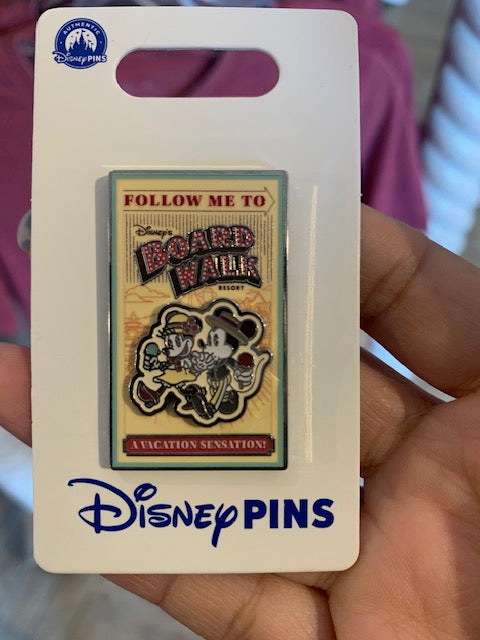 AUTHENTIC
Disney PINS
FOLLOW ME TO
DISNEY'S
BOARD
WALK
RESORT
A VACATION SENSATION!
Disney PINS